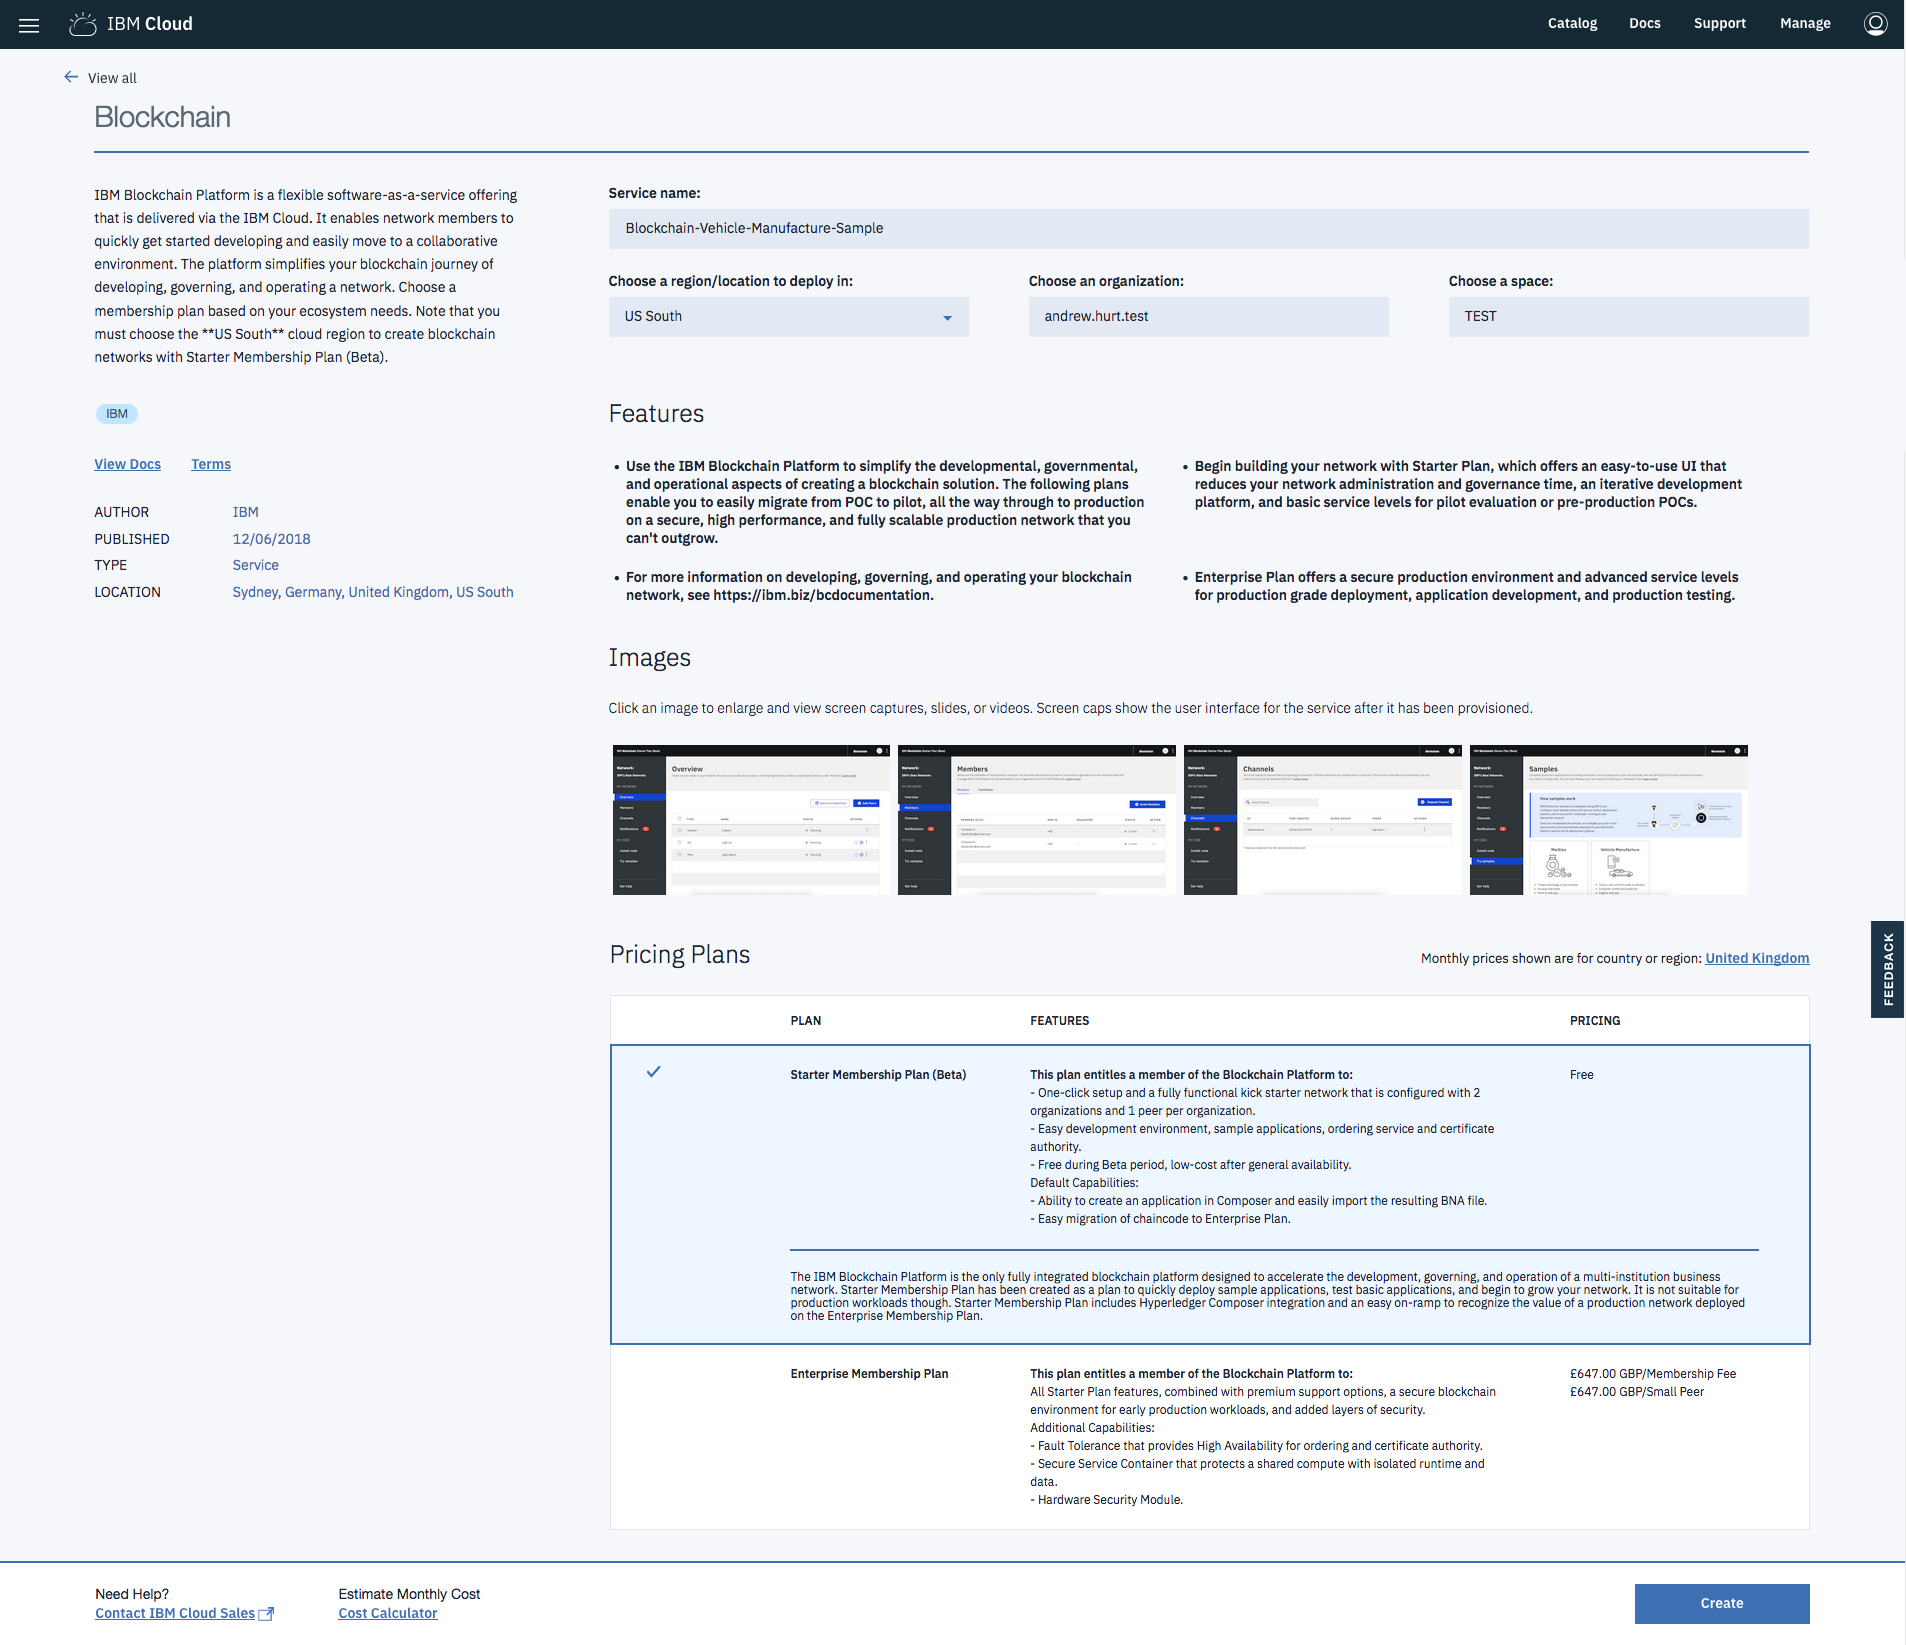 IBM Cloud
Catalog
Docs
Support
Manage
View all
Blockchain
IBM Blockchain Platform is a flexible software-as-a-service offering
that is delivered via the IBM Cloud. It enables network members to
quickly get started developing and easily move to a collaborative
environment. The platform simplifies your blockchain journey of
developing, governing, and operating a network. Choose a
membership plan based on your ecosystem needs. Note that you
must choose the **US South** cloud region to create blockchain
networks with Starter Membership Plan (Beta).
IBM
View Docs
Terms
AUTHOR IBM
PUBLISHED 12/06/2018
TYPE Service
LOCATION Sydney, Germany, United Kingdom, US South
Service name:
Blockchain-Vehicle-Manufacture-Sample
Choose a region/location to deploy in:
US South
Choose an organization:
andrew.hurt.test
Choose a space:
TEST
Features
• Use the IBM Blockchain Platform to simplify the developmental, governmental,
and operational aspects of creating a blockchain solution. The following plans
enable you to easily migrate from POC to pilot, all the way through to production
on a secure, high performance, and fully scalable production network that you
can't outgrow.
• Begin building your network with Starter Plan, which offers an easy-to-use UI that
reduces your network administration and governance time, an iterative development
platform, and basic service levels for pilot evaluation or pre-production POCs.
• For more information on developing, governing, and operating your blockchain
network, see https://ibm.biz/bcdocumentation.
• Enterprise Plan offers a secure production environment and advanced service levels
for production grade deployment, application development, and production testing.
Images
Click an image to enlarge and view screen captures, slides, or videos. Screen caps show the user interface for the service after it has been provisioned.
Overview
Members
Channels
Samples
How samples work
Marbles
Vehicle Manufacture
Pricing Plans
Monthly prices shown are for country or region: United Kingdom
FEEDBACK
PLAN FEATURES PRICING
Starter Membership Plan (Beta)
This plan entitles a member of the Blockchain Platform to:
- One-click setup and a fully functional kick starter network that is configured with 2
organizations and 1 peer per organization.
- Easy development environment, sample applications, ordering service and certificate
authority.
- Free during Beta period, low-cost after general availability.
Default Capabilities:
- Ability to create an application in Composer and easily import the resulting BNA file.
- Easy migration of chaincode to Enterprise Plan.
Free
The IBM Blockchain Platform is the only fully integrated blockchain platform designed to accelerate the development, governing, and operation of a multi-institution business
network. Starter Membership Plan has been created as a plan to quickly deploy sample applications, test basic applications, and begin to grow your network. It is not suitable for
production workloads though. Starter Membership Plan includes Hyperledger Composer integration and an easy on-ramp to recognize the value of a production network deployed
on the Enterprise Membership Plan.
Enterprise Membership Plan
This plan entitles a member of the Blockchain Platform to:
All Starter Plan features, combined with premium support options, a secure blockchain
environment for early production workloads, and added layers of security.
Additional Capabilities:
- Fault Tolerance that provides High Availability for ordering and certificate authority.
- Secure Service Container that protects a shared compute with isolated runtime and
data.
- Hardware Security Module.
£647.00 GBP/Membership Fee
£647.00 GBP/Small Peer
Need Help?
Contact IBM Cloud Sales
Estimate Monthly Cost
Cost Calculator
Create